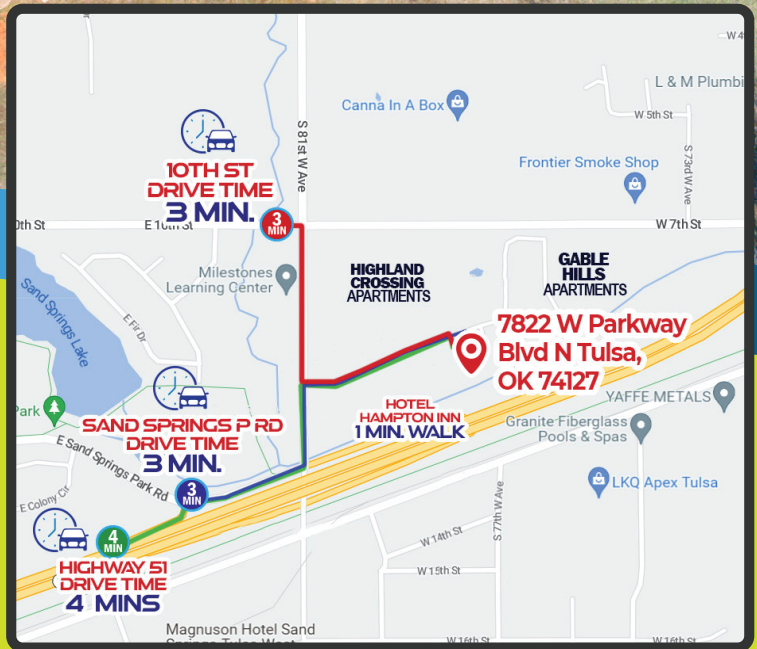 W 4t
L & M Plumbi
Canna In A Box
W 5th St
S 81st W Ave
S 73rd W Ave
10TH ST
DRIVE TIME
3 MIN.
Frontier Smoke Shop
0th St
E 10th St
3
MIN
W 7th St
Milestones
Learning Center
HIGHLAND
CROSSING
APARTMENTS
GABLE
HILLS
APARTMENTS
Sand Springs Lake
E Fir Dr
7822 W Parkway
Blvd N Tulsa,
OK 74127
Park
SAND SPRINGS P RD
DRIVE TIME
3 MIN.
HOTEL
HAMPTON INN
1 MIN. WALK
YAFFE METALS
Granite Fiberglass
Pools & Spas
E Sand Springs Park Rd
3
MIN
LKQ Apex Tulsa
E Colony Cir
S 77th W Ave
4
MIN
W 14th St
HIGHWAY 51
DRIVE TIME
4 MINS
W 15th St
Magnuson Hotel Sand
Springs Tulsa West
W 16th St
W 16th St